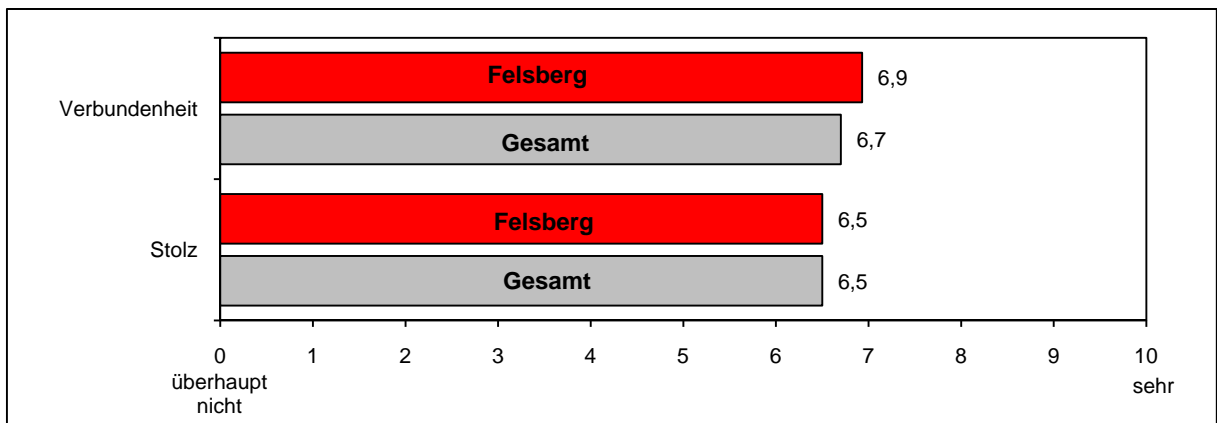 Felsberg
6,9
Verbundenheit
Gesamt
6,7
Felsberg
6,5
Stolz
Gesamt
6,5
0 1 2 3 4 5 6 7 8 9 10
überhaupt
nicht
sehr